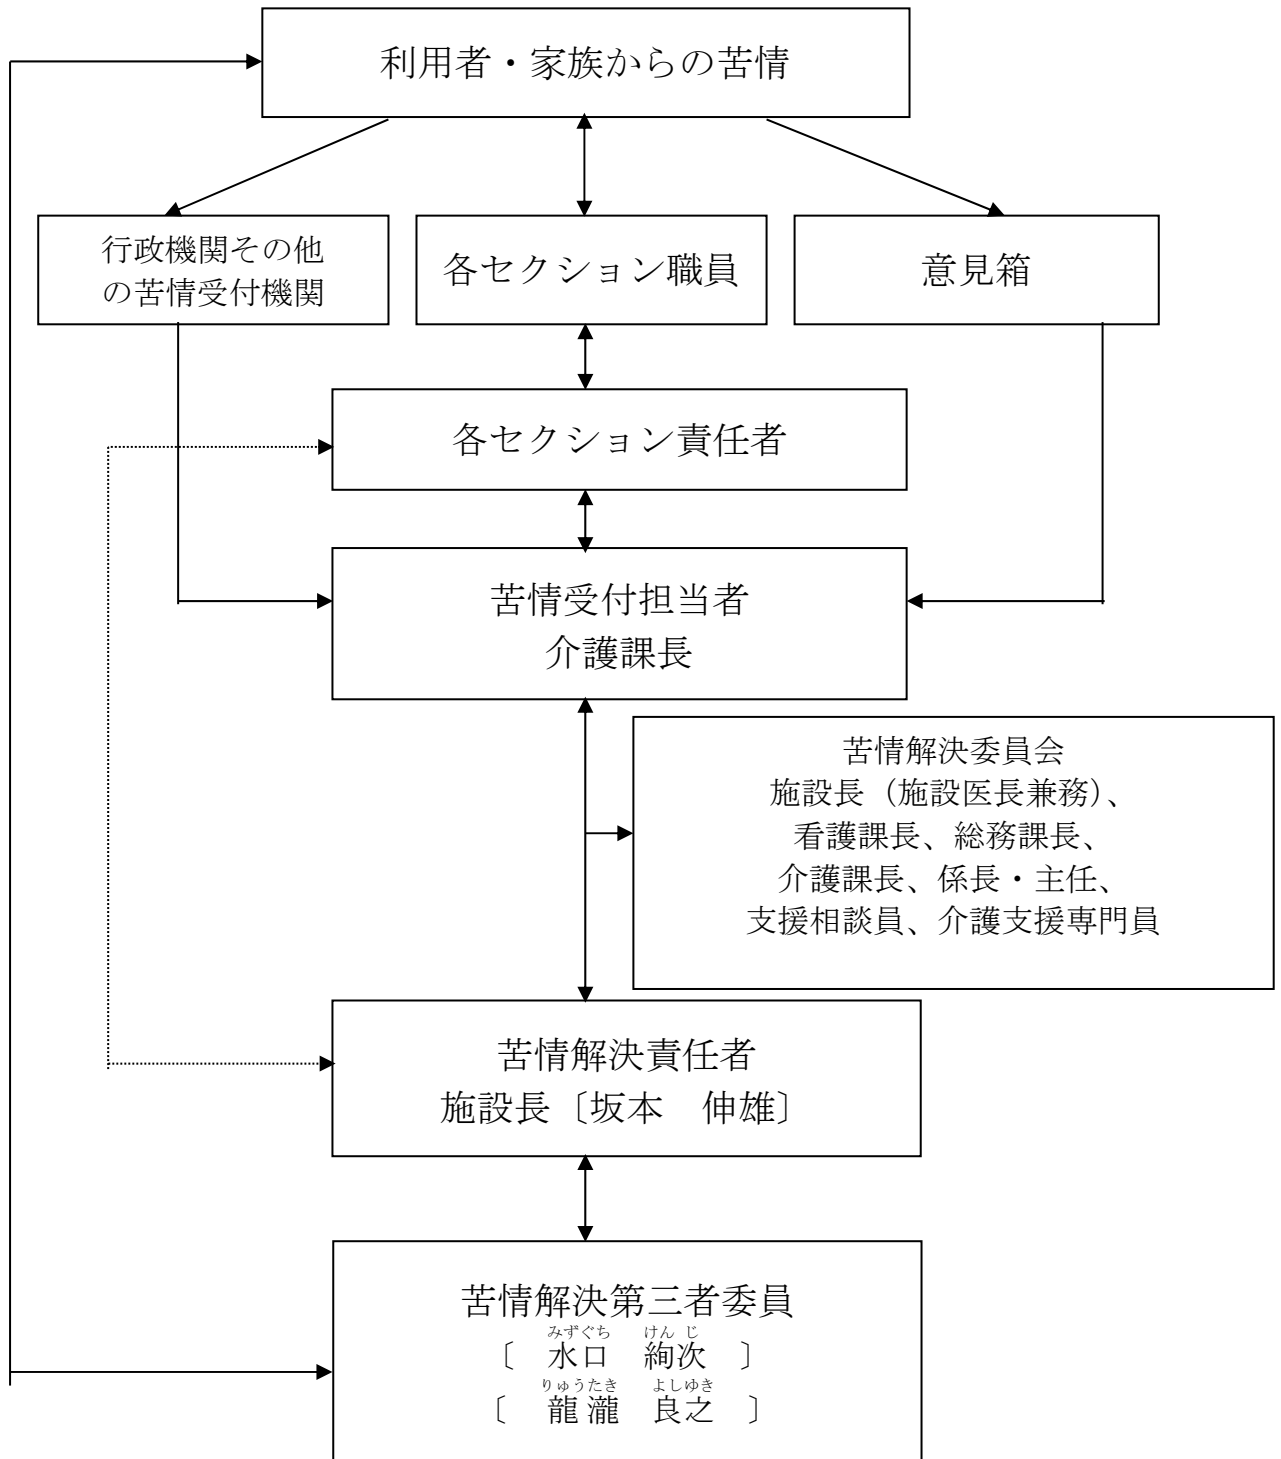 利用者・家族からの苦情
行政機関その他
の苦情受付機関
各セクション職員
意見箱
各セクション責任者
苦情受付担当者
介護課長
苦情解決委員会
施設長（施設医長兼務）、
看護課長、総務課長、
介護課長、係長・主任、
支援相談員、介護支援専門員
苦情解決責任者
施設長〔坂本　伸雄〕
苦情解決第三者委員
みずぐち　けんじ
〔　水口　絢次　〕
りゅうたき　よしゆき
〔　龍瀧　良之　〕